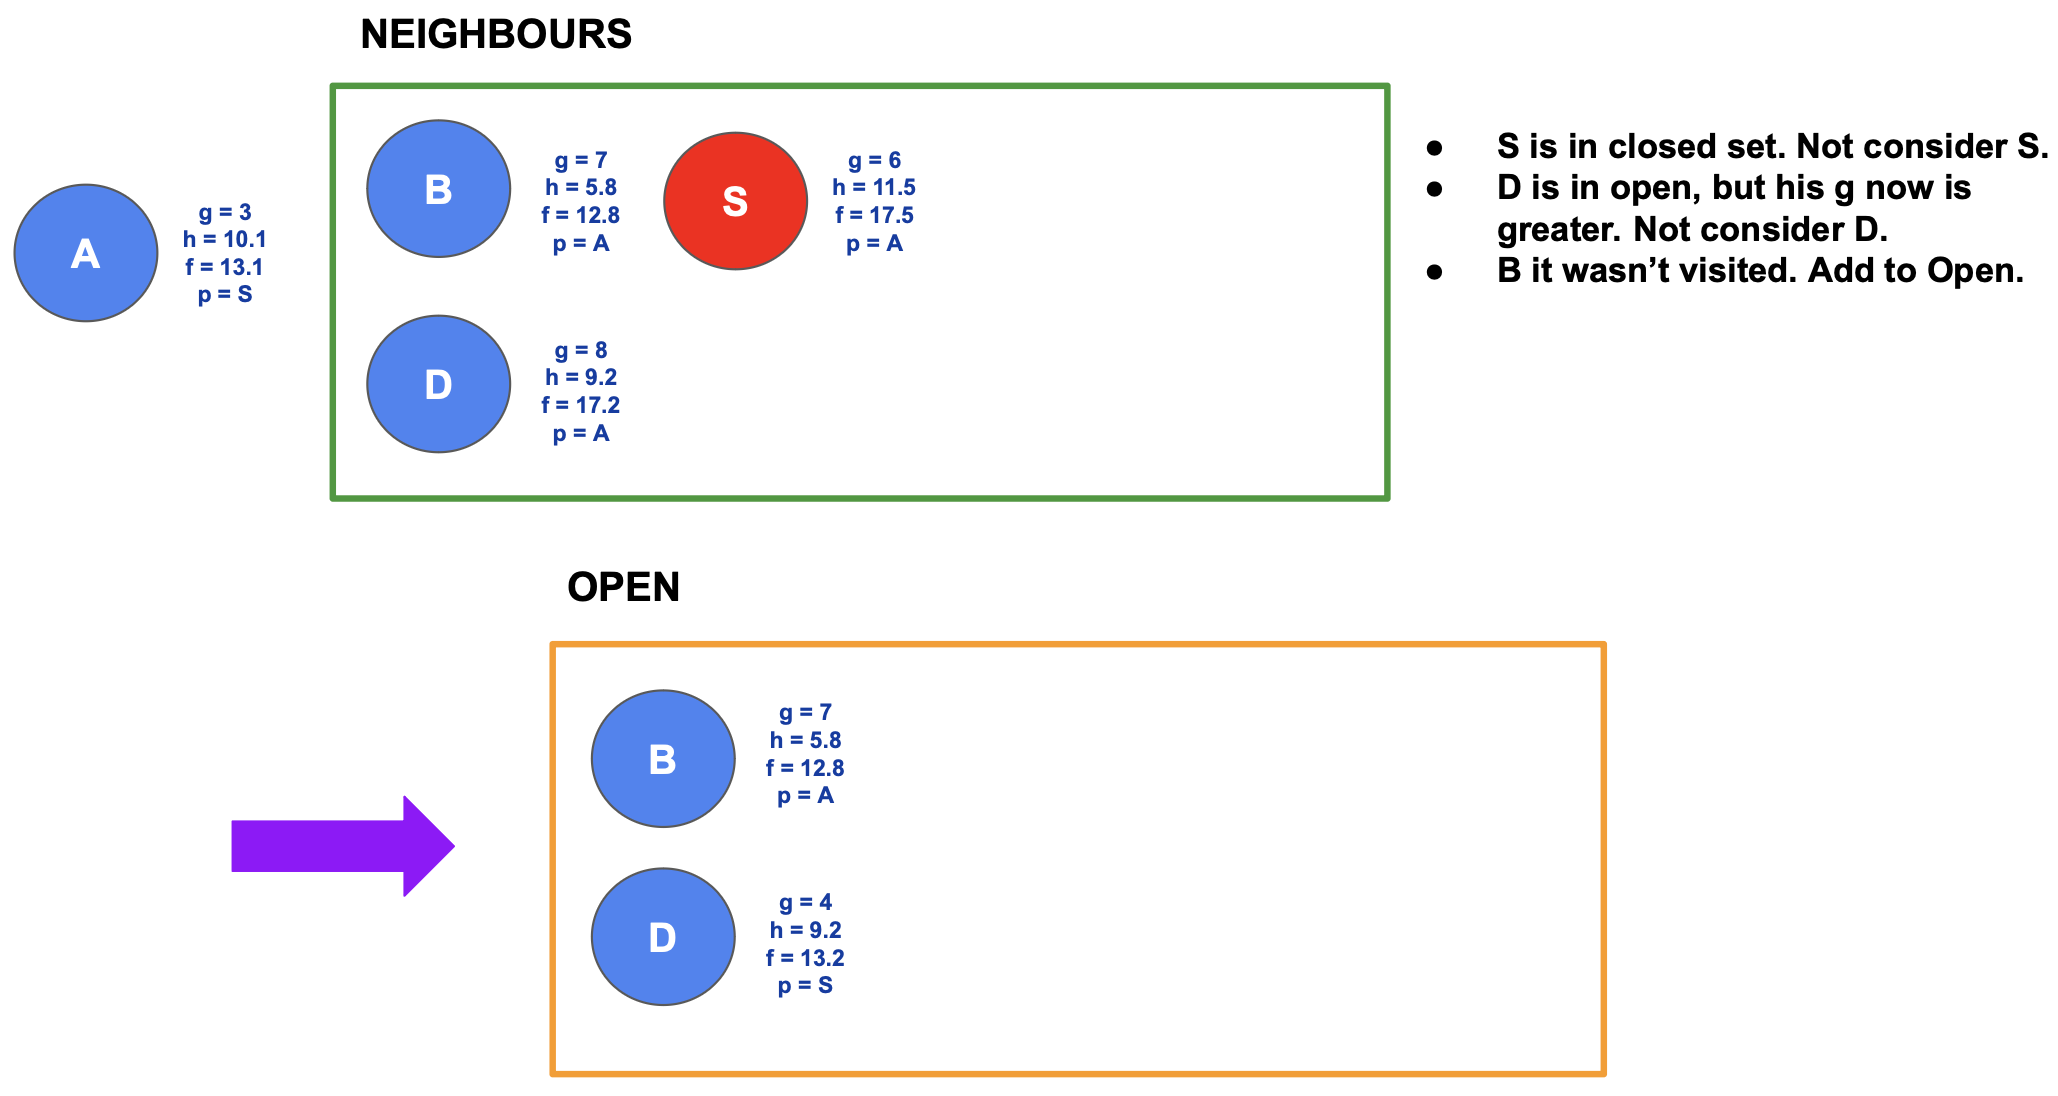 NEIGHBOURS
A
g = 3
h = 10.1
f = 13.1
p = S
B
g = 7
h = 5.8
f = 12.8
p = A
S
g = 6
h = 11.5
f = 17.5
p = A
D
g = 8
h = 9.2
f = 17.2
p = A
● S is in closed set. Not consider S.
● D is in open, but his g now is
greater. Not consider D.
● B it wasn’t visited. Add to Open.
OPEN
B
g = 7
h = 5.8
f = 12.8
p = A
D
g = 4
h = 9.2
f = 13.2
p = S